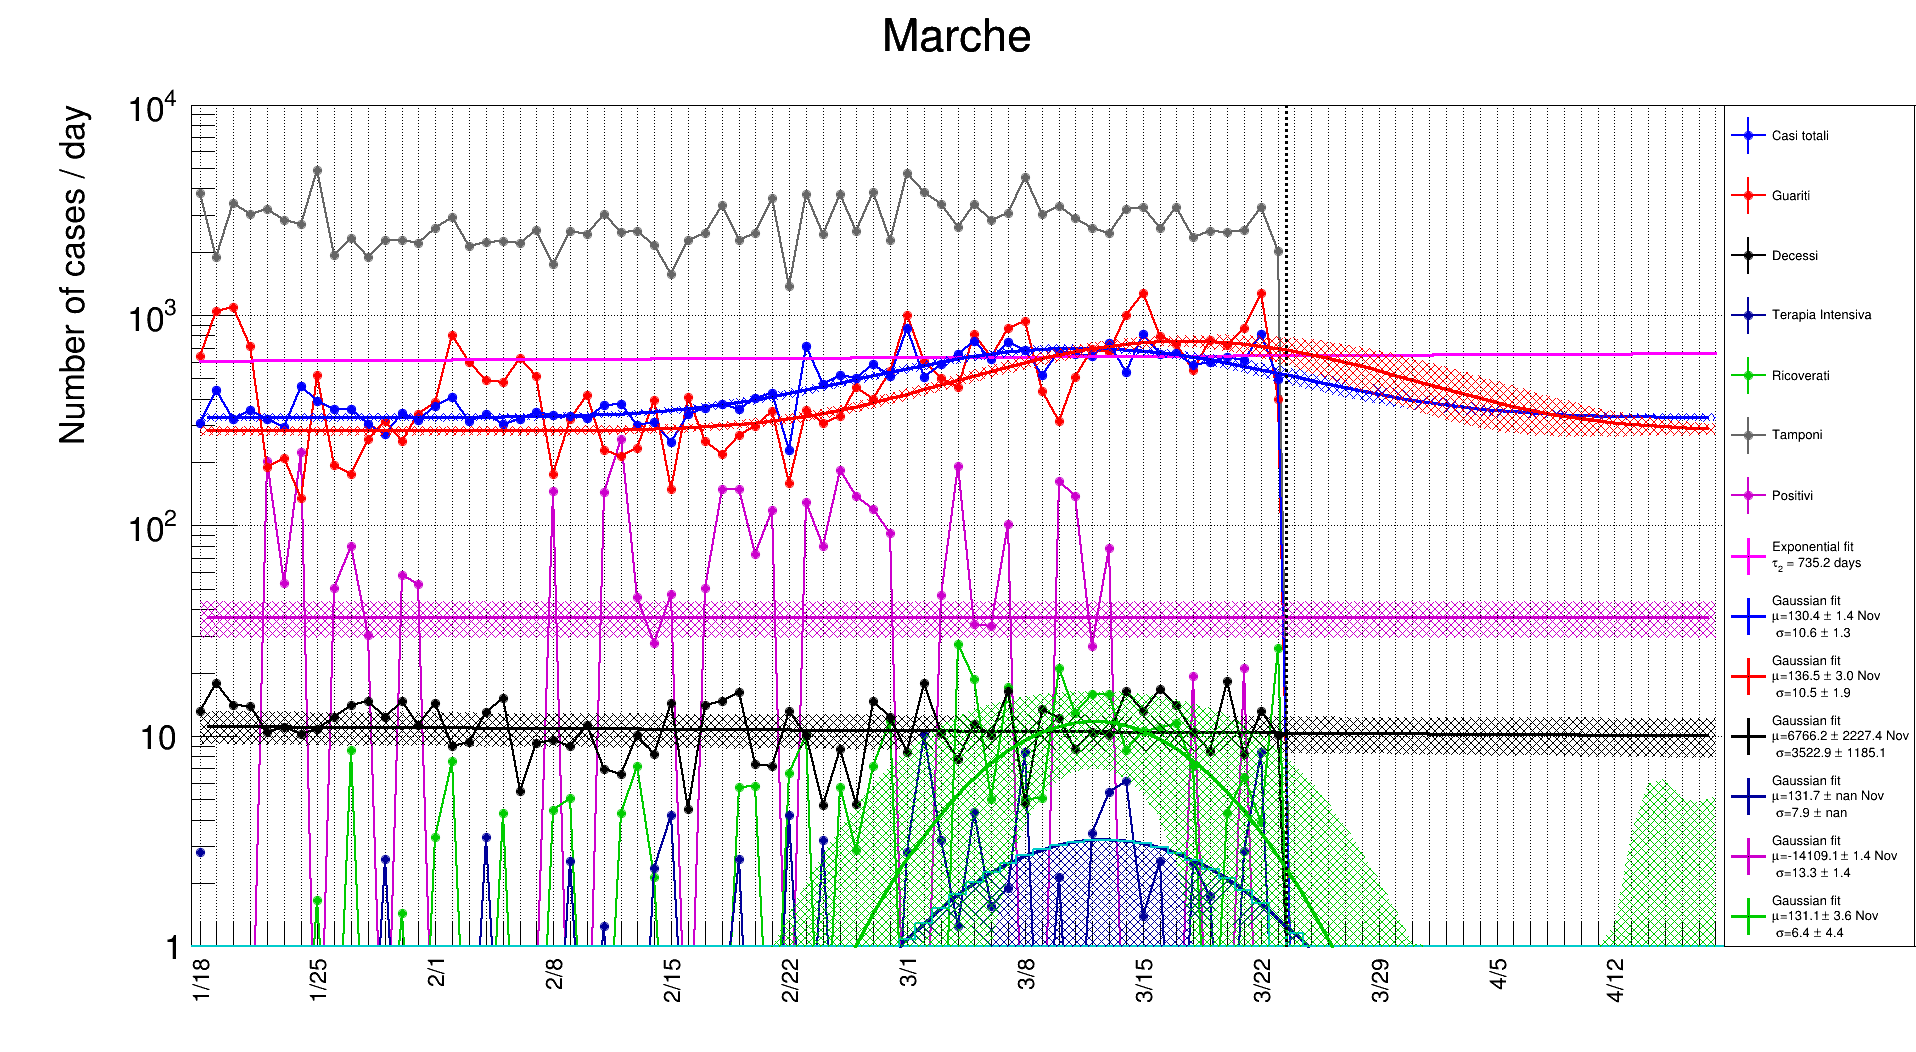 Marche
Number of cases / day
10^4
10^3
10^2
10
1
1/18
1/25
2/1
2/8
2/15
2/22
3/1
3/8
3/15
3/22
3/29
4/5
4/12
Casi totali
Guariti
Decessi
Terapia Intensiva
Ricoverati
Tamponi
Positivi
Exponential fit
τ₂ = 735.2 days
Gaussian fit
μ=130.4 ± 1.4 Nov
σ=10.6 ± 1.3
Gaussian fit
μ=136.5 ± 3.0 Nov
σ=10.5 ± 1.9
Gaussian fit
μ=6766.2 ± 2227.4 Nov
σ=3522.9 ± 1185.1
Gaussian fit
μ=131.7 ± nan Nov
σ=7.9 ± nan
Gaussian fit
μ=-14109.1 ± 1.4 Nov
σ=13.3 ± 1.4
Gaussian fit
μ=131.1 ± 3.6 Nov
σ=6.4 ± 4.4